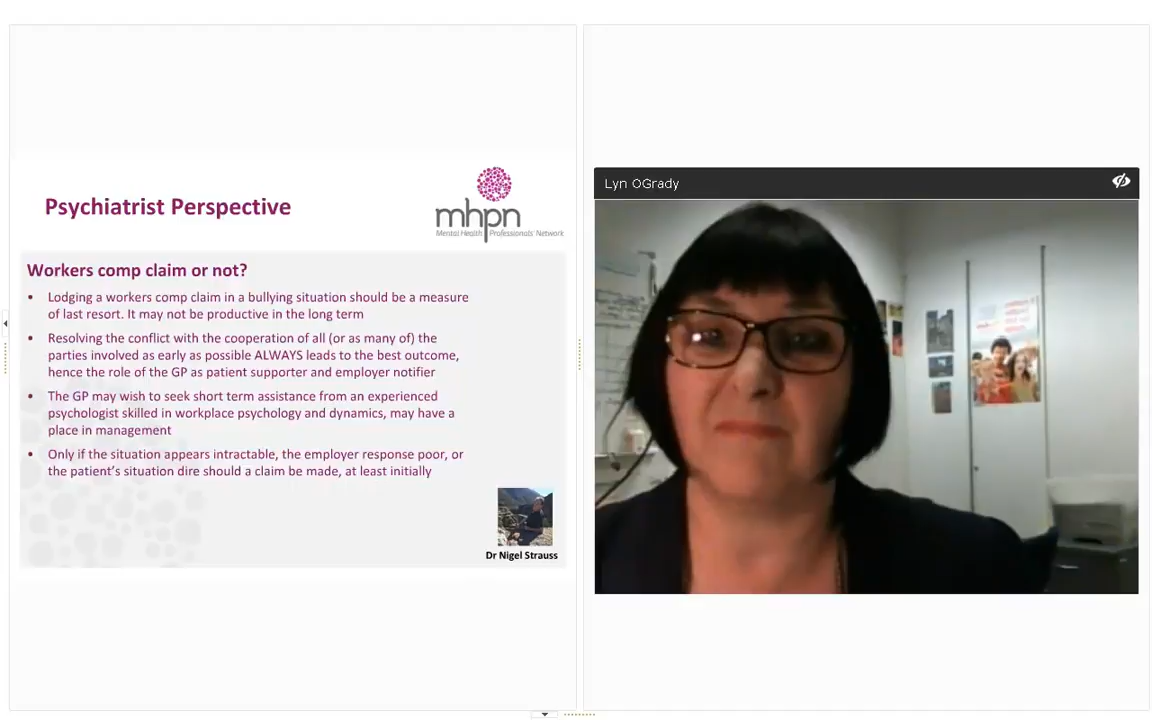 Psychiatrist Perspective
mhpn
Mental Health Professionals' Network
Workers comp claim or not?
• Lodging a workers comp claim in a bullying situation should be a measure
of last resort. It may not be productive in the long term
• Resolving the conflict with the cooperation of all (or as many of) the
parties involved as early as possible ALWAYS leads to the best outcome,
hence the role of the GP as patient supporter and employer notifier
• The GP may wish to seek short term assistance from an experienced
psychologist skilled in workplace psychology and dynamics, may have a
place in management
• Only if the situation appears intractable, the employer response poor, or
the patient's situation dire should a claim be made, at least initially
Dr Nigel Strauss
Lyn OGrady